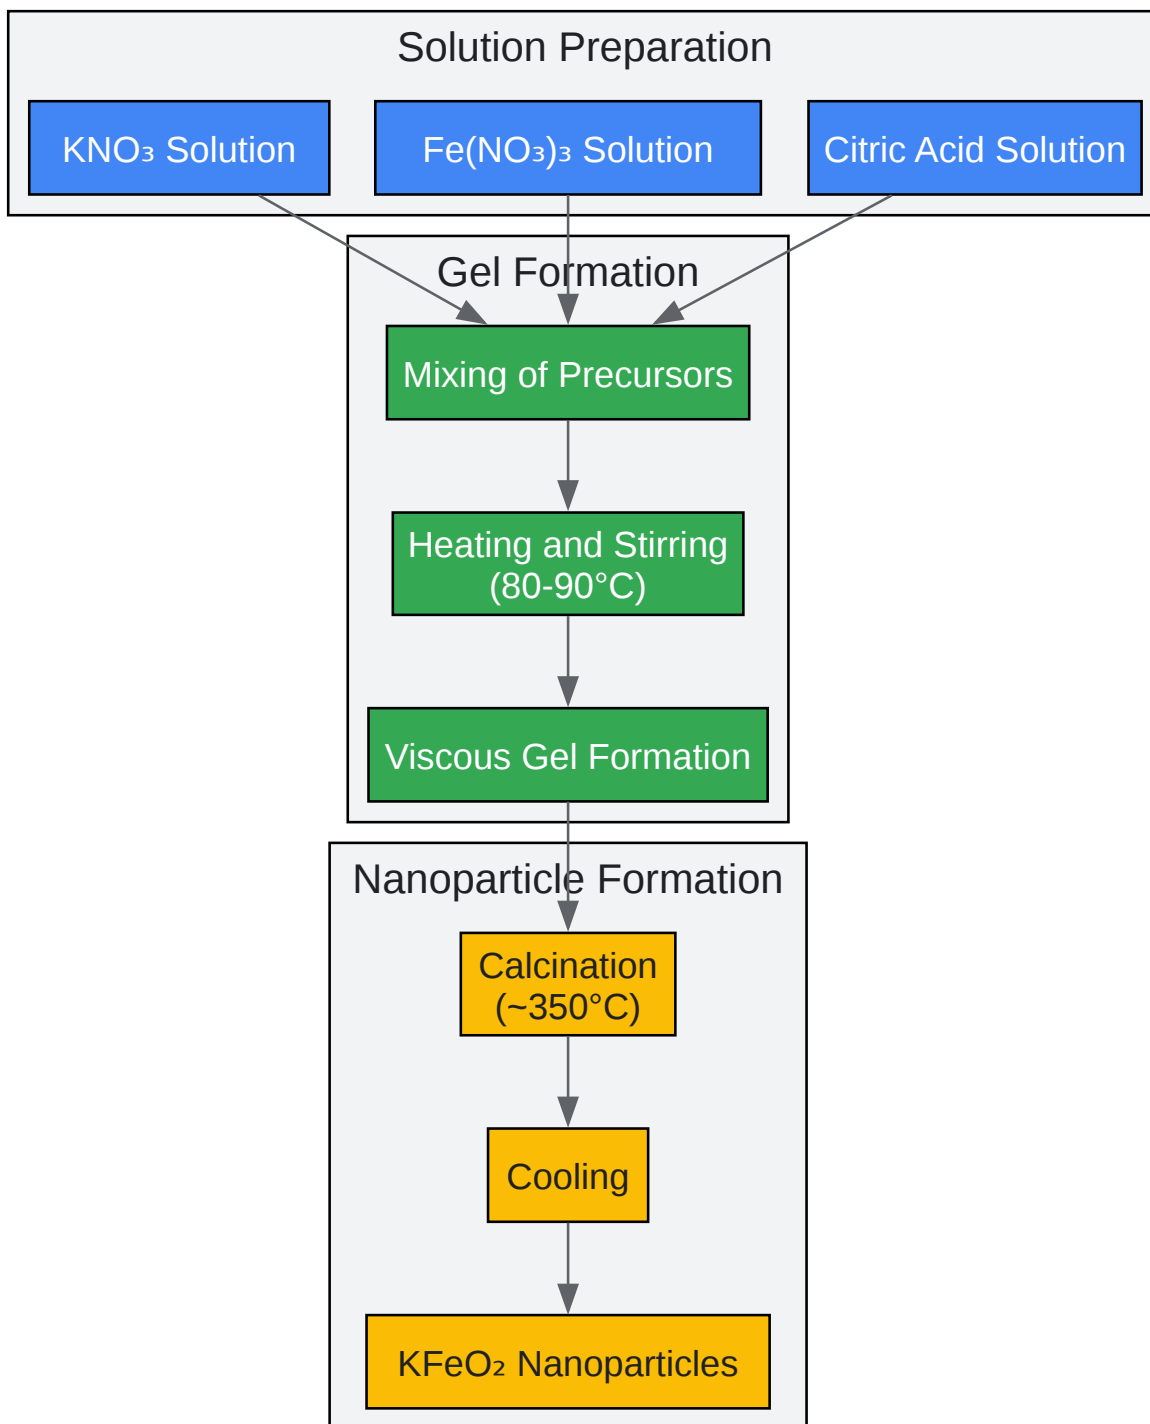 Solution Preparation
KNO₃ Solution
Fe(NO₃)₃ Solution
Citric Acid Solution
Gel Formation
Mixing of Precursors
Heating and Stirring
(80-90°C)
Viscous Gel Formation
Nanoparticle Formation
Calcination
(~350°C)
Cooling
KFeO₂ Nanoparticles